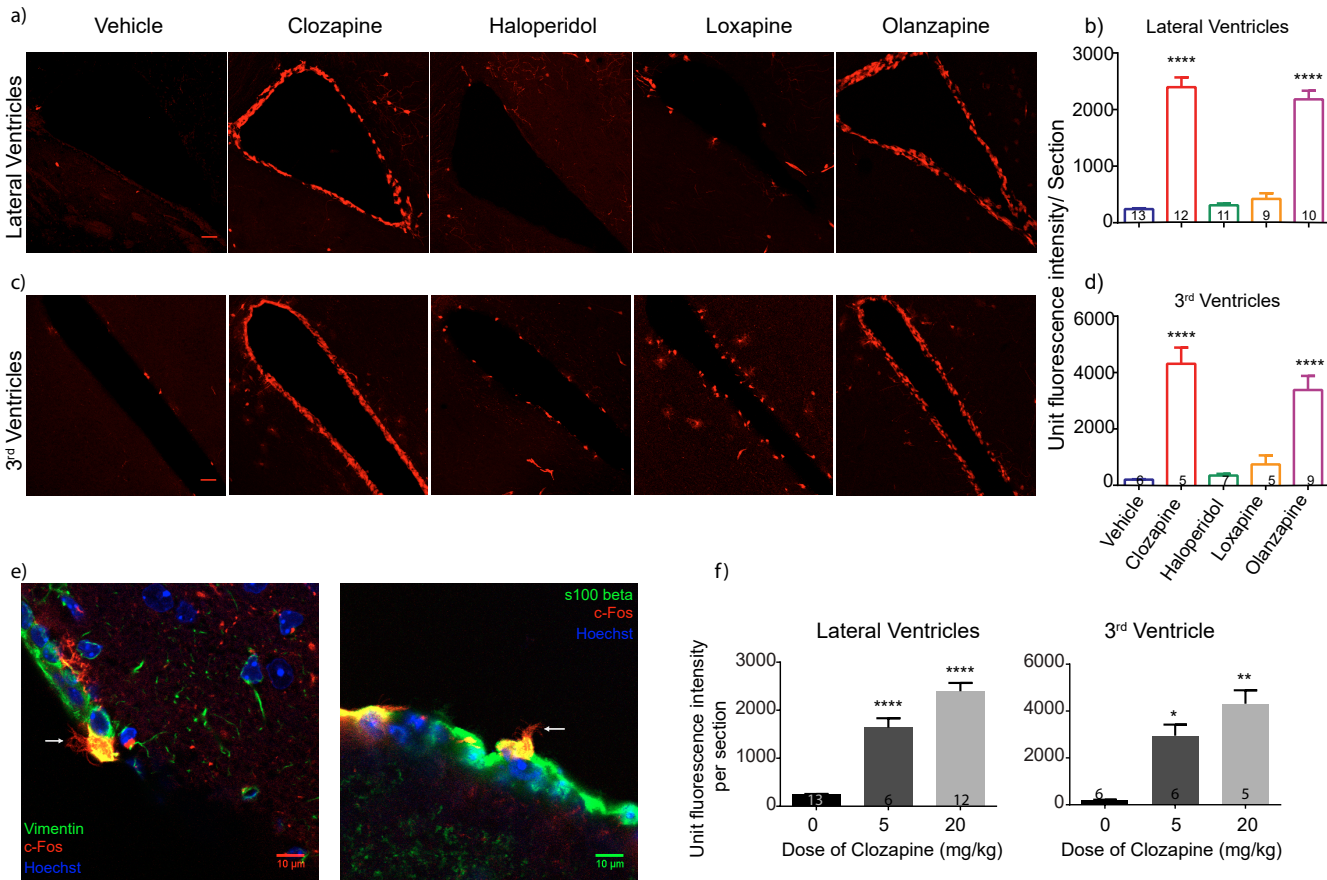 a)
Vehicle
Clozapine
Haloperidol
Loxapine
Olanzapine
Lateral Ventricles
b)
Lateral Ventricles
3000
2000
1000
0
****
****
13
12
11
9
10
Unit fluorescence intensity/ Section
c)
3rd Ventricles
d)
3rd Ventricles
6000
4000
2000
0
****
****
6
5
7
5
9
Vehicle
Clozapine
Haloperidol
Loxapine
Olanzapine
e)
Vimentin
c-Fos
Hoechst
10 µm
s100 beta
c-Fos
Hoechst
10 µm
f)
Lateral Ventricles
Unit fluorescence intensity
per section
3000
2000
1000
0
****
****
13
6
12
0
5
20
Dose of Clozapine (mg/kg)
3rd Ventricle
6000
4000
2000
0
*
**
6
6
5
0
5
20
Dose of Clozapine (mg/kg)